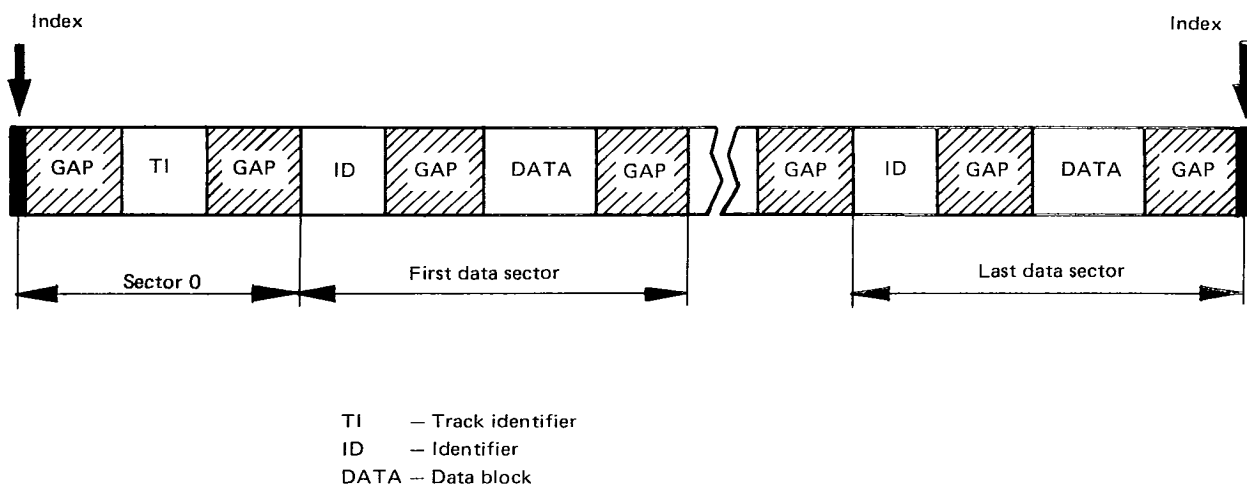 Index Index
GAP TI GAP ID GAP DATA GAP GAP ID GAP DATA GAP
Sector 0 First data sector Last data sector
TI – Track identifier
ID – Identifier
DATA – Data block